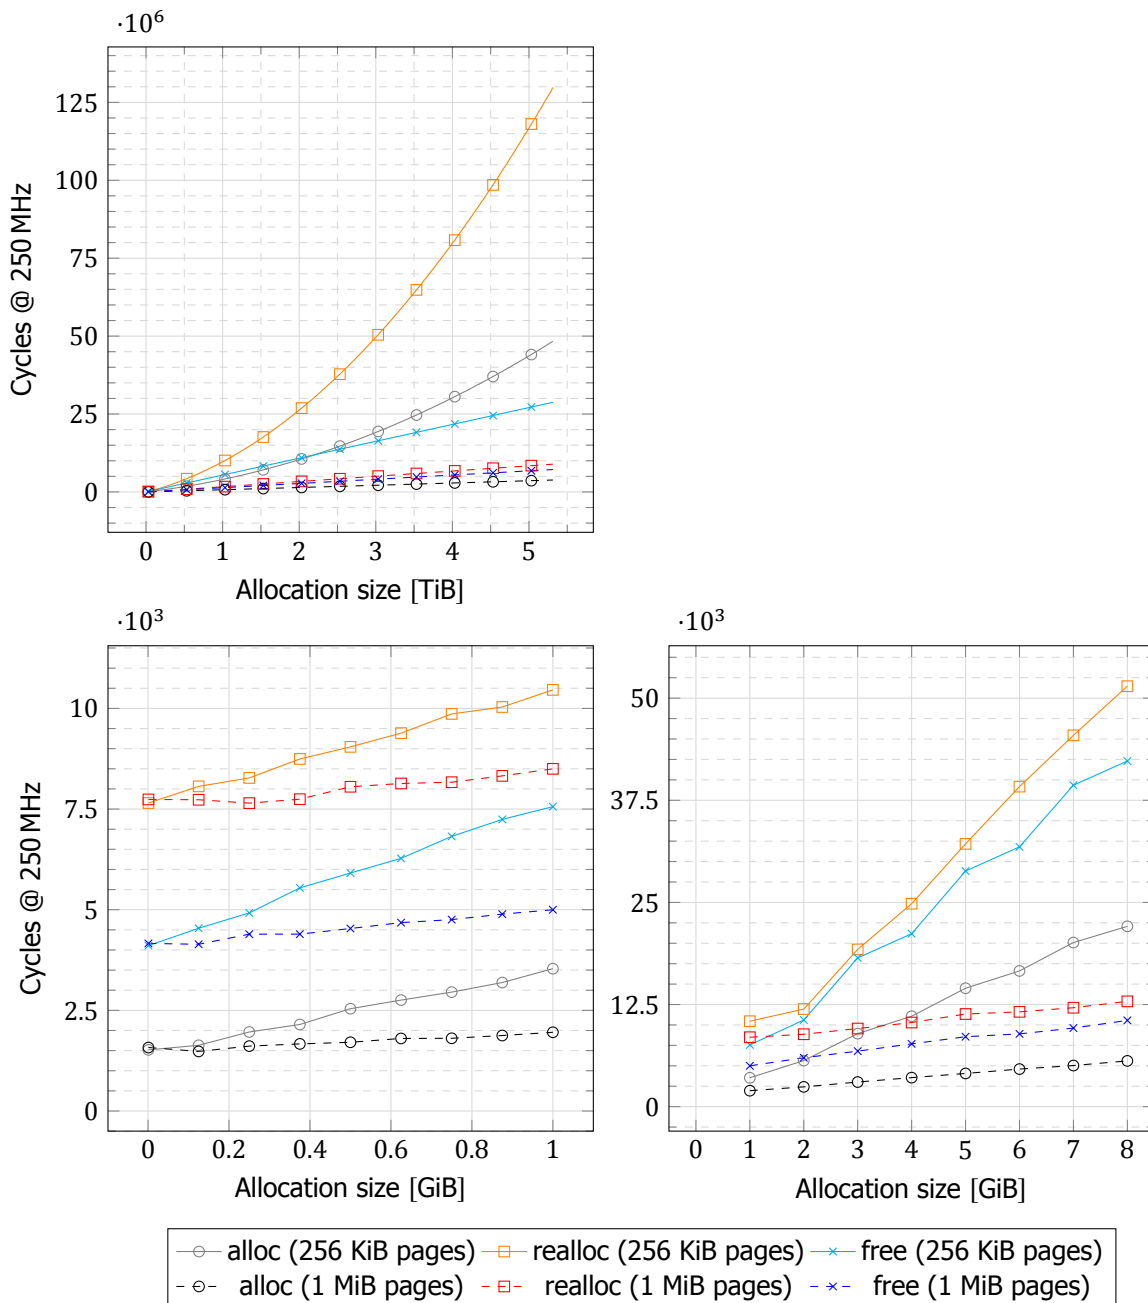 ·10⁶
125
100
75
50
25
0
Cycles @ 250 MHz
0 1 2 3 4 5
Allocation size [TiB]
·10³
10
7.5
5
2.5
0
Cycles @ 250 MHz
0 0.2 0.4 0.6 0.8 1
Allocation size [GiB]
·10³
50
37.5
25
12.5
0
0 1 2 3 4 5 6 7 8
Allocation size [GiB]
alloc (256 KiB pages) realloc (256 KiB pages) free (256 KiB pages)
alloc (1 MiB pages) realloc (1 MiB pages) free (1 MiB pages)